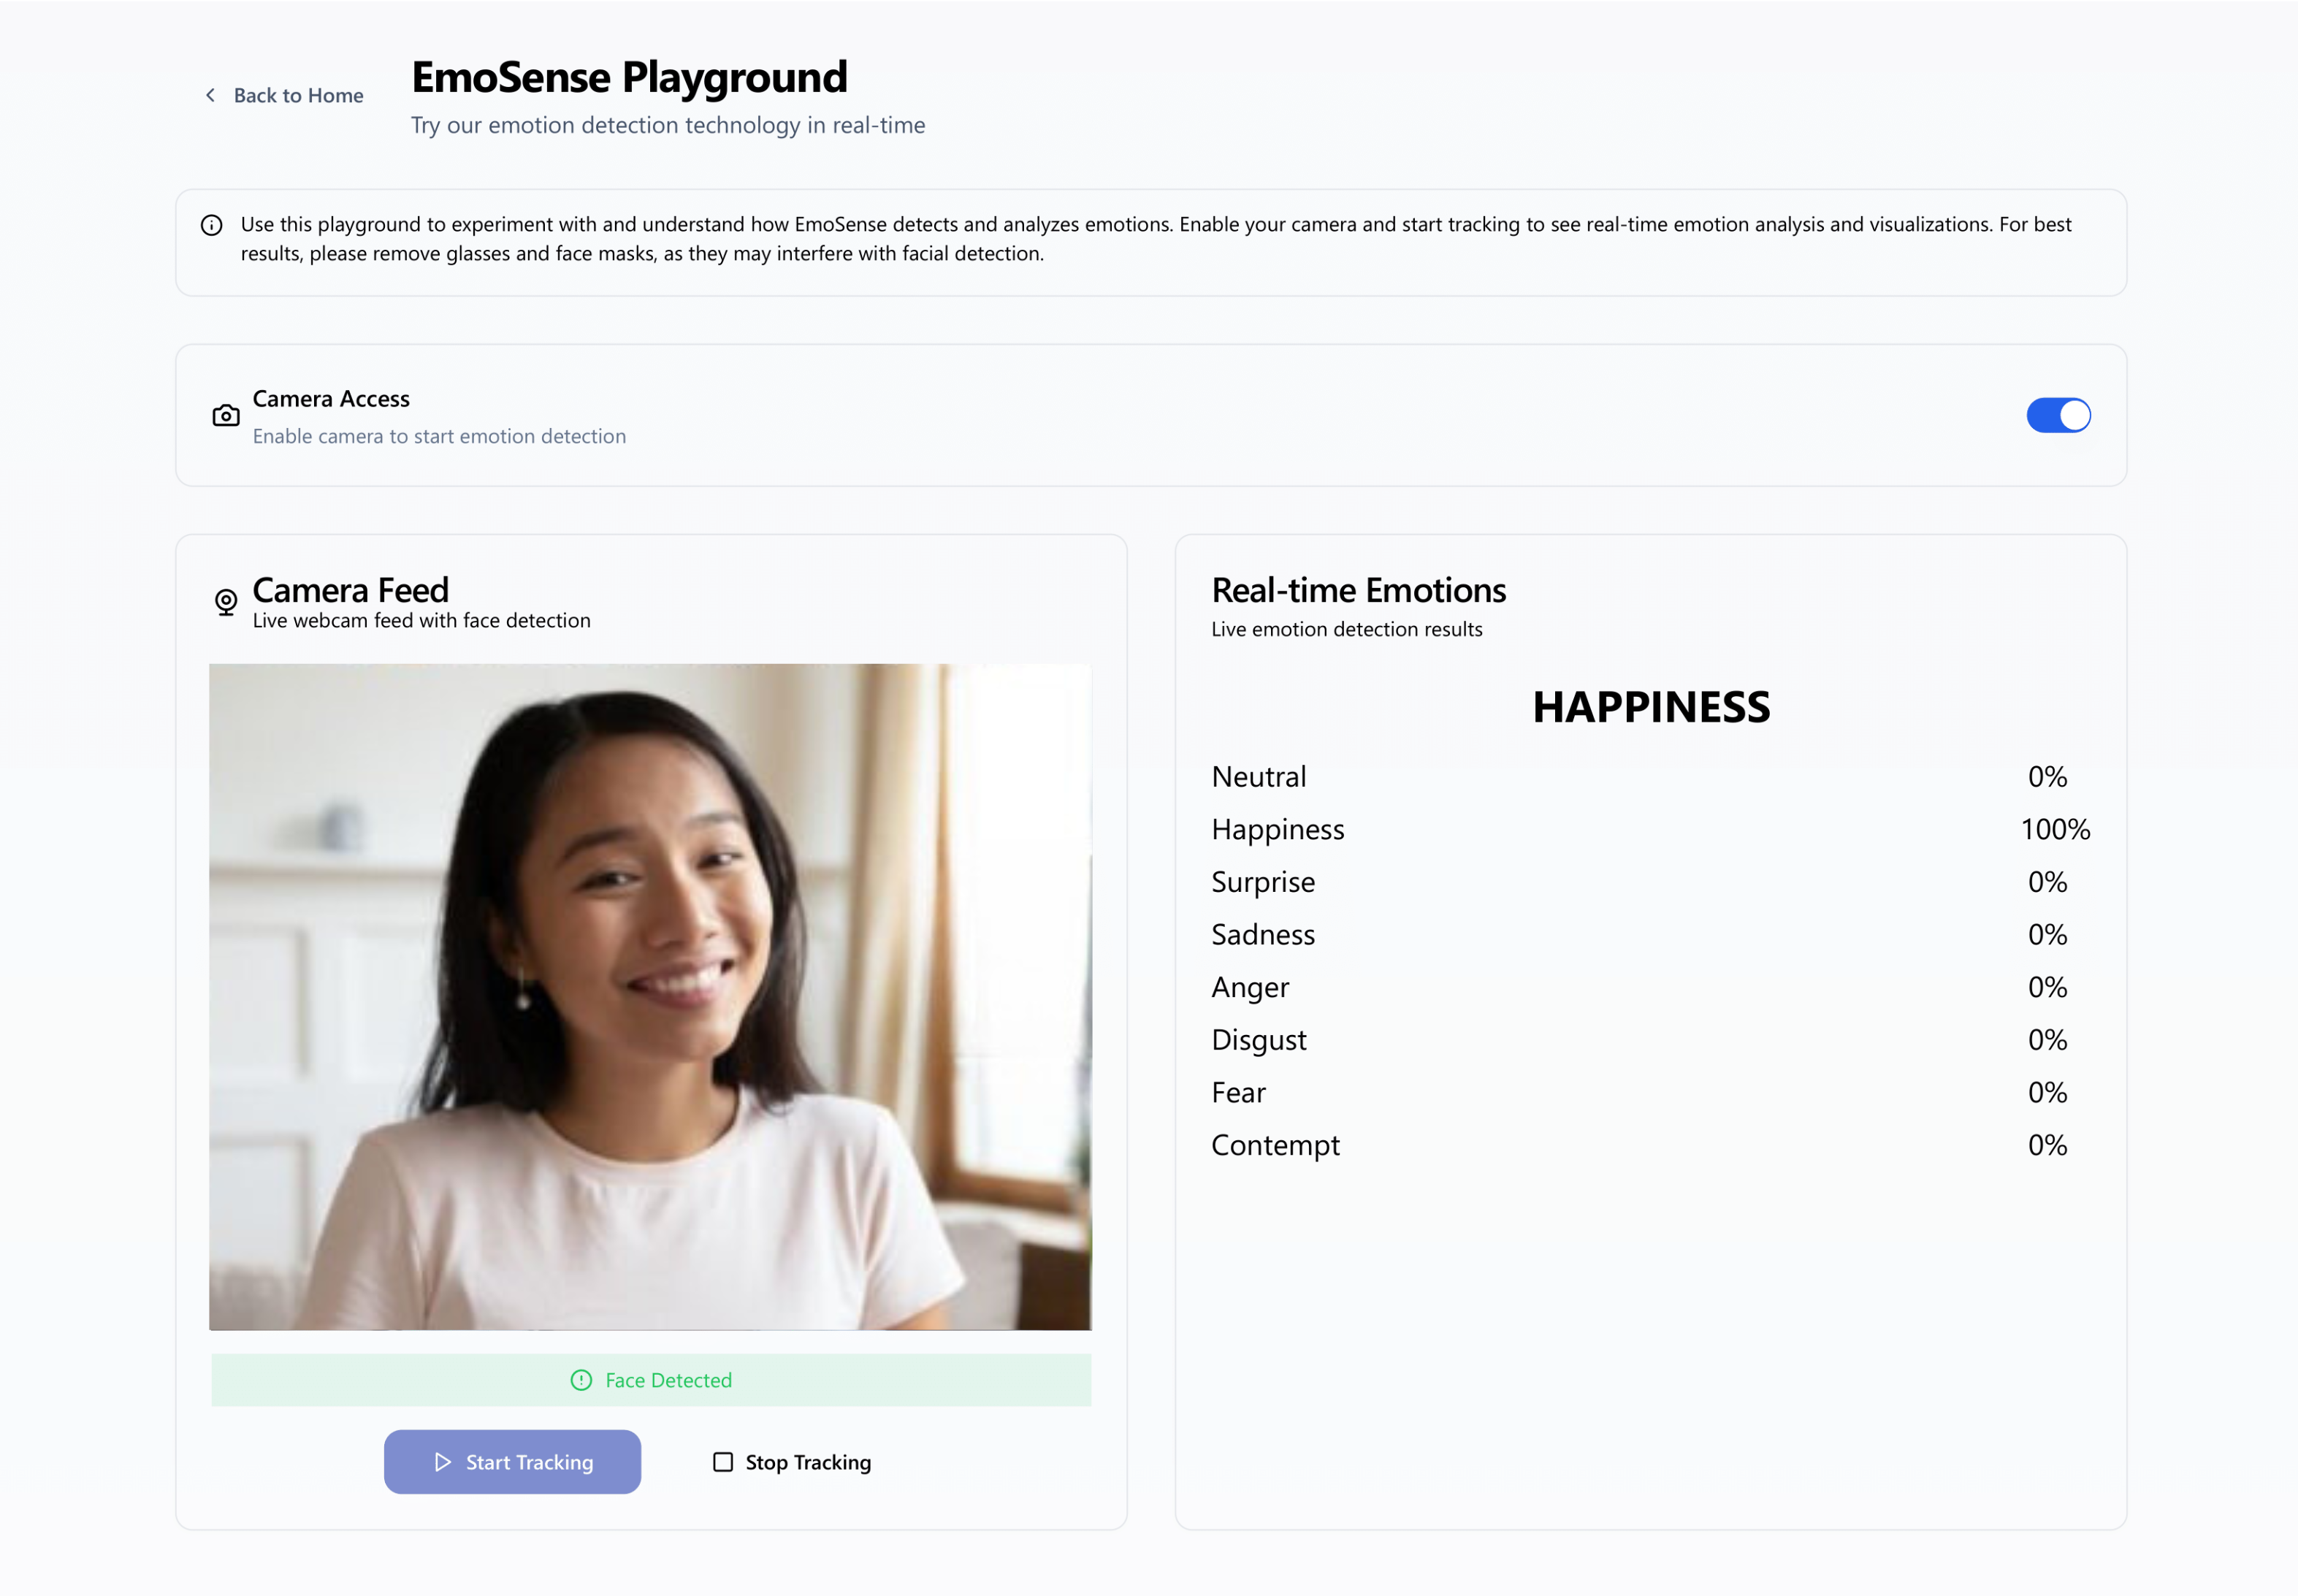 Back to Home
EmoSense Playground
Try our emotion detection technology in real-time
Use this playground to experiment with and understand how EmoSense detects and analyzes emotions. Enable your camera and start tracking to see real-time emotion analysis and visualizations. For best
results, please remove glasses and face masks, as they may interfere with facial detection.
Camera Access
Enable camera to start emotion detection
Camera Feed
Live webcam feed with face detection
Face Detected
Start Tracking
Stop Tracking
Real-time Emotions
Live emotion detection results
HAPPINESS
Neutral 0%
Happiness 100%
Surprise 0%
Sadness 0%
Anger 0%
Disgust 0%
Fear 0%
Contempt 0%